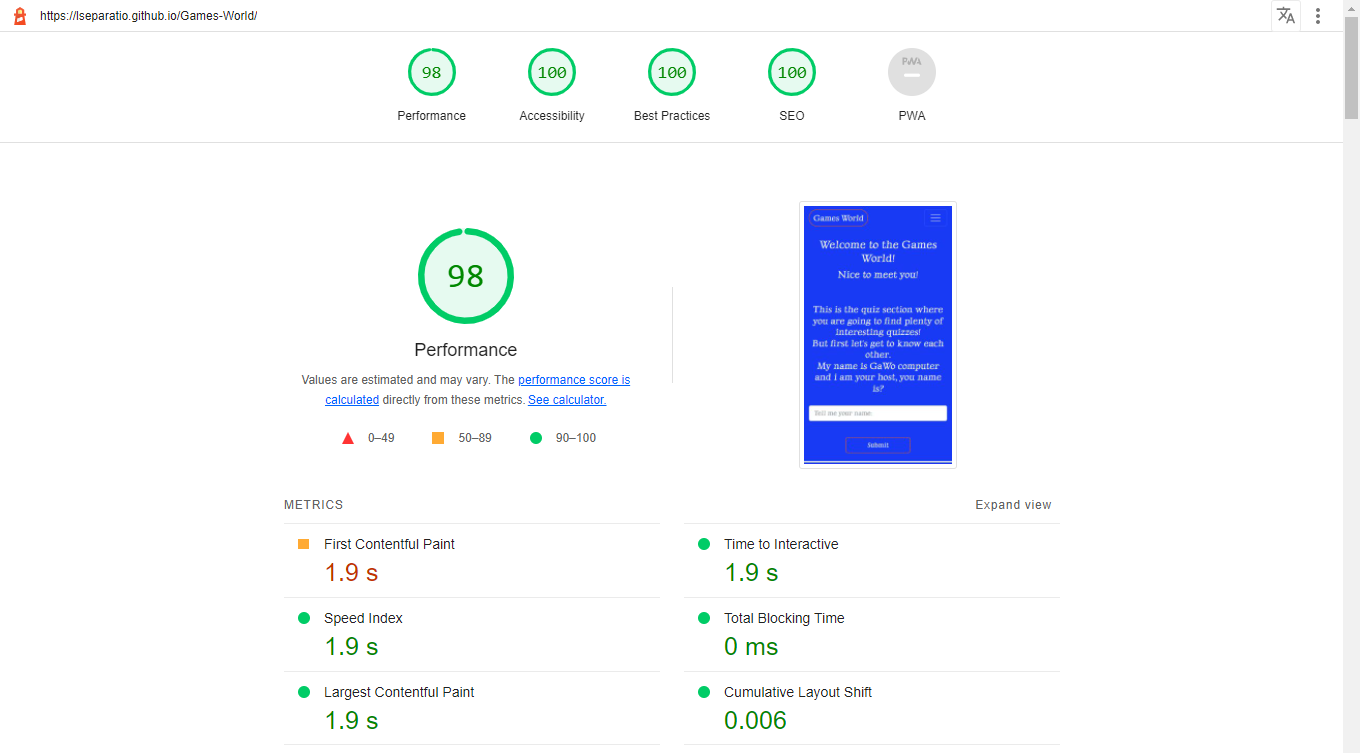 https://lseparatio.github.io/Games-World/
98
100
100
100
PWA
Performance
Accessibility
Best Practices
SEO
PWA
98
Performance
Values are estimated and may vary. The performance score is
calculated directly from these metrics. See calculator.
0–49
50–89
90–100
Games World
Welcome to the Games
World!
Nice to meet you!
This is the quiz section where
you are going to find plenty of
interesting quizzes!
But first let's get to know each
other.
My name is GaWo computer
and i am your host, you name
is?
Tell me your name:
Submit
METRICS
Expand view
First Contentful Paint
1.9 s
Time to Interactive
1.9 s
Speed Index
1.9 s
Total Blocking Time
0 ms
Largest Contentful Paint
1.9 s
Cumulative Layout Shift
0.006